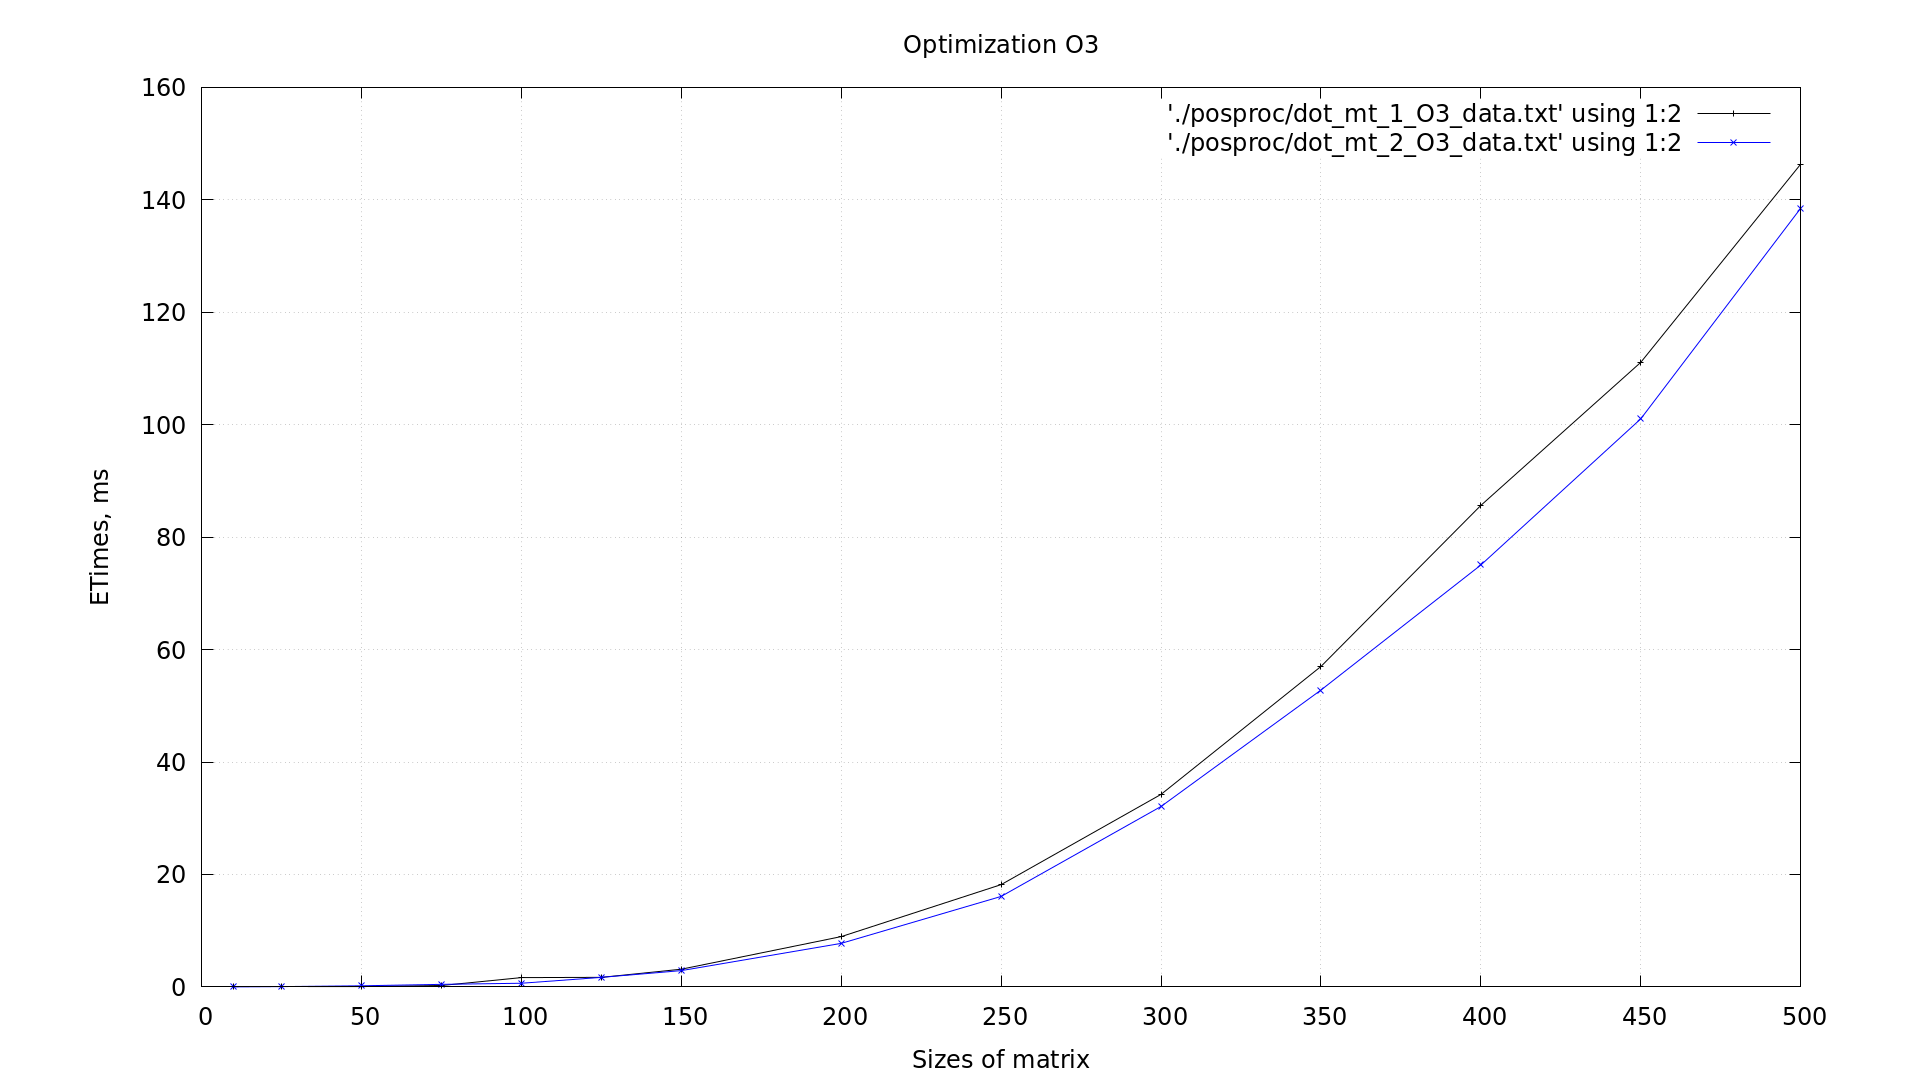 Optimization O3
'./posproc/dot_mt_1_O3_data.txt' using 1:2
'./posproc/dot_mt_2_O3_data.txt' using 1:2
160
140
120
100
80
60
40
20
0
ETimes, ms
0 50 100 150 200 250 300 350 400 450 500
Sizes of matrix